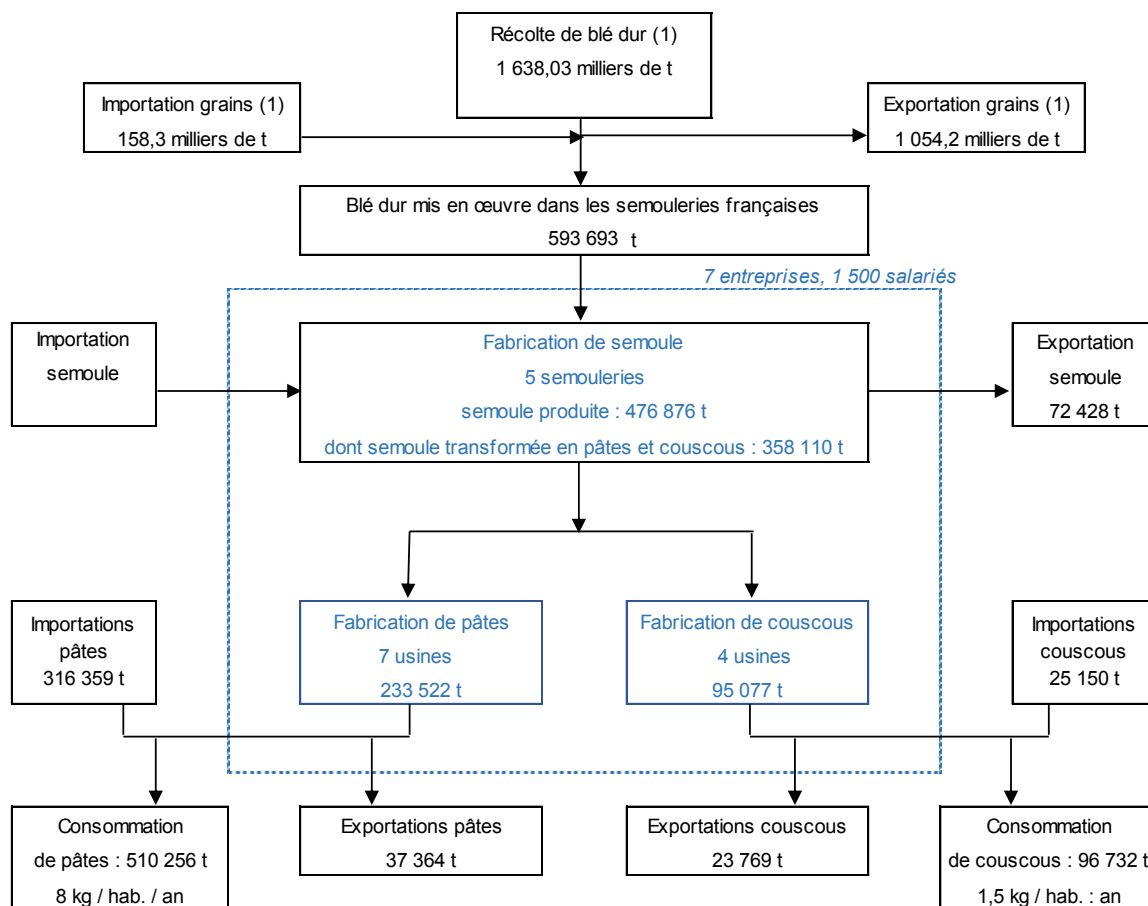 Récolte de blé dur (1)
1 638,03 milliers de t
Importation grains (1)
158,3 milliers de t
Exportation grains (1)
1 054,2 milliers de t
Blé dur mis en œuvre dans les semouleries françaises
593 693 t
7 entreprises, 1 500 salariés
Importation
semoule
Fabrication de semoule
5 semouleries
semoule produite : 476 876 t
dont semoule transformée en pâtes et couscous : 358 110 t
Exportation
semoule
72 428 t
Importations
pâtes
316 359 t
Fabrication de pâtes
7 usines
233 522 t
Fabrication de couscous
4 usines
95 077 t
Importations
couscous
25 150 t
Consommation
de pâtes : 510 256 t
8 kg / hab. / an
Exportations pâtes
37 364 t
Exportations couscous
23 769 t
Consommation
de couscous : 96 732 t
1,5 kg / hab. : an